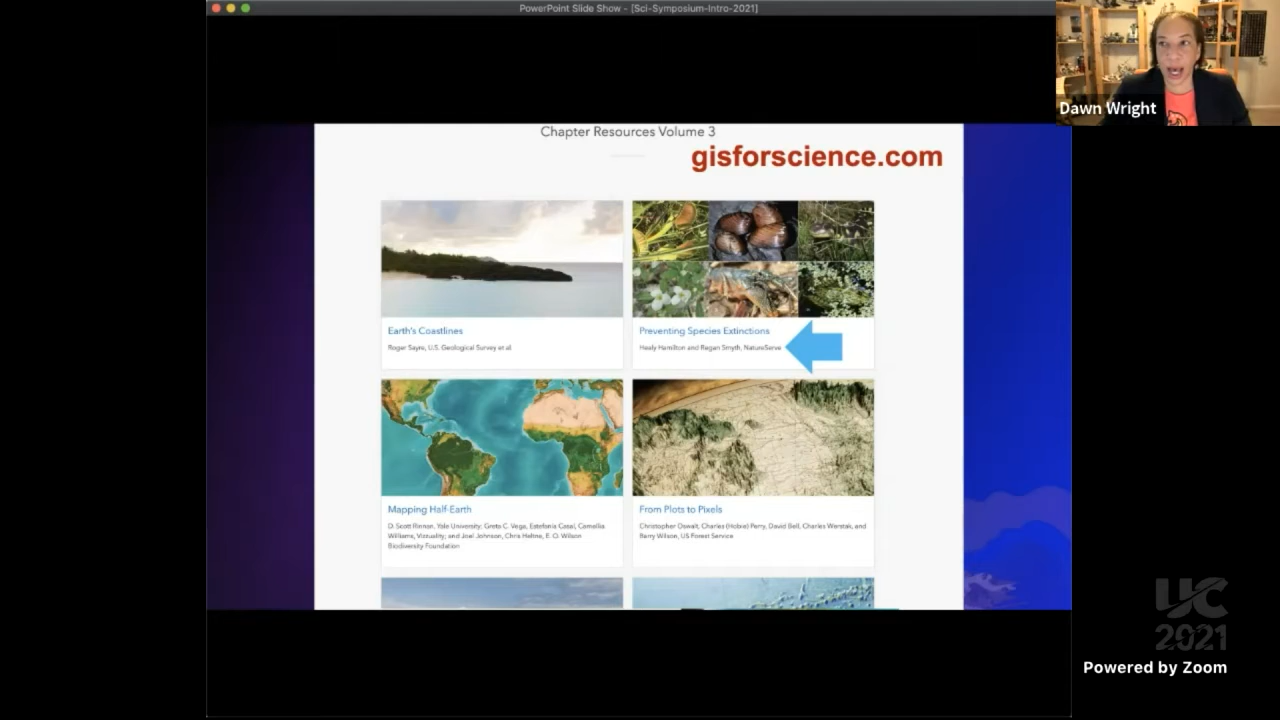 PowerPoint Slide Show - [Sci-Symposium-Intro-2021]
Dawn Wright
Chapter Resources Volume 3
gisforscience.com
Earth's Coastlines
Roger Sayre, U.S. Geological Survey et al.
Preventing Species Extinctions
Healy Hamilton and Regan Smyth, NatureServe
Mapping Half-Earth
D. Scott Rinnan, Yale University; Greta C. Vega, Estefanía Casal, Camellia
Williams, Vizzuality; and Joel Johnson, Chris Heltne, E. O. Wilson
Biodiversity Foundation
From Plots to Pixels
Christopher Oswalt, Charles (Hobie) Perry, David Bell, Charles Werstak, and
Barry Wilson, US Forest Service
UC
2021
Powered by Zoom